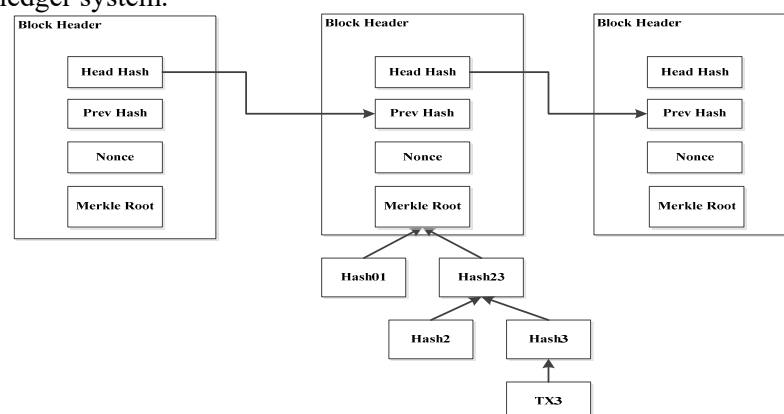 ledger system.
Block Header
Head Hash
Prev Hash
Nonce
Merkle Root
Block Header
Head Hash
Prev Hash
Nonce
Merkle Root
Block Header
Head Hash
Prev Hash
Nonce
Merkle Root
Hash01
Hash23
Hash2
Hash3
TX3